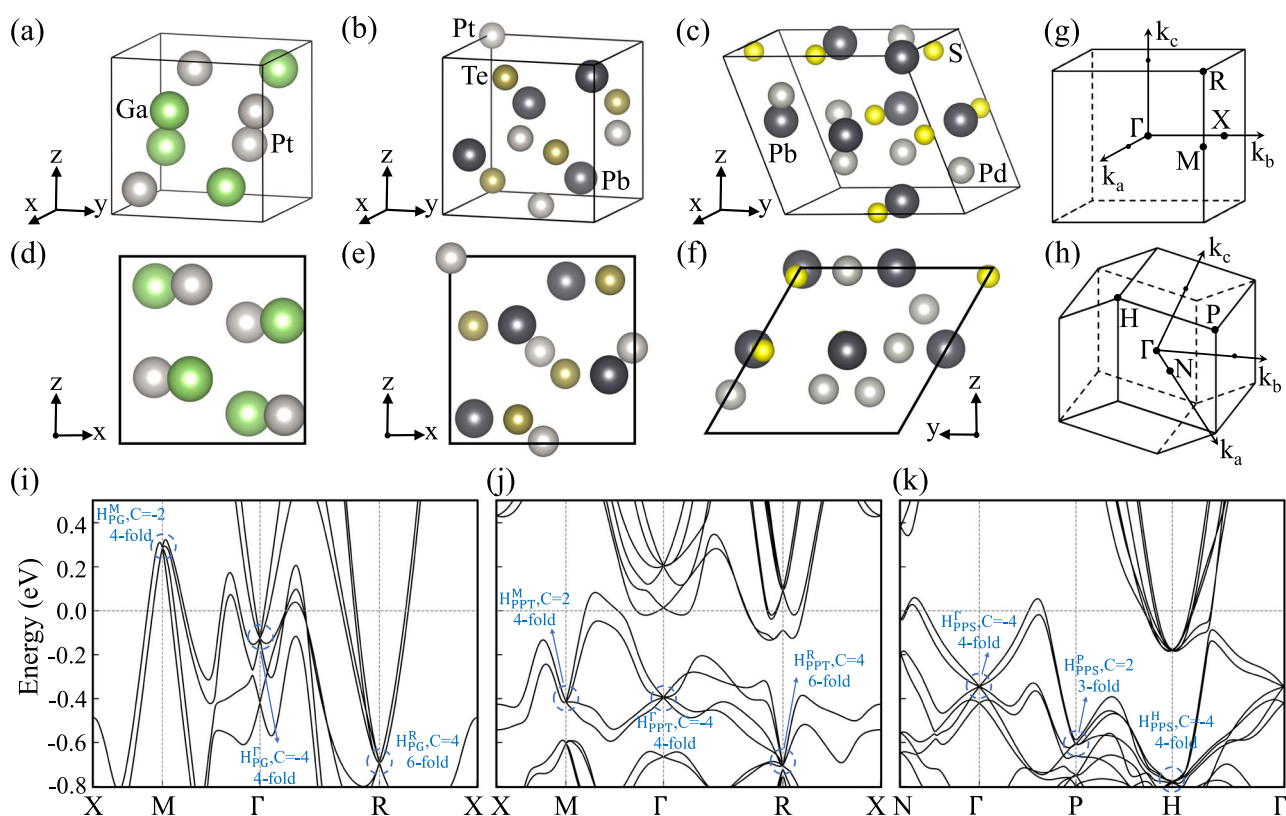 (a)
(b)
(c)
(g)
Ga
Pt
z
x
y
Pt
Te
Pb
z
x
y
S
Pb
Pd
z
x
y
k_c
R
Γ
X
k_b
M
k_a
(d)
(e)
(f)
(h)
z
x
z
x
z
y
k_c
H
P
Γ
N
k_b
k_a
(i)
(j)
(k)
Energy (eV)
0.4
0.2
0.0
-0.2
-0.4
-0.6
-0.8
H_PG^M,C=-2
4-fold
H_PG^Γ,C=-4
4-fold
H_PG^R,C=4
6-fold
X M Γ R X
H_PPT^M,C=2
4-fold
H_PPT^Γ,C=-4
4-fold
H_PPT^R,C=4
6-fold
X M Γ R X
H_PPS^Γ,C=-4
4-fold
H_PPS^P,C=2
3-fold
H_PPS^H,C=-4
4-fold
N Γ P H Γ